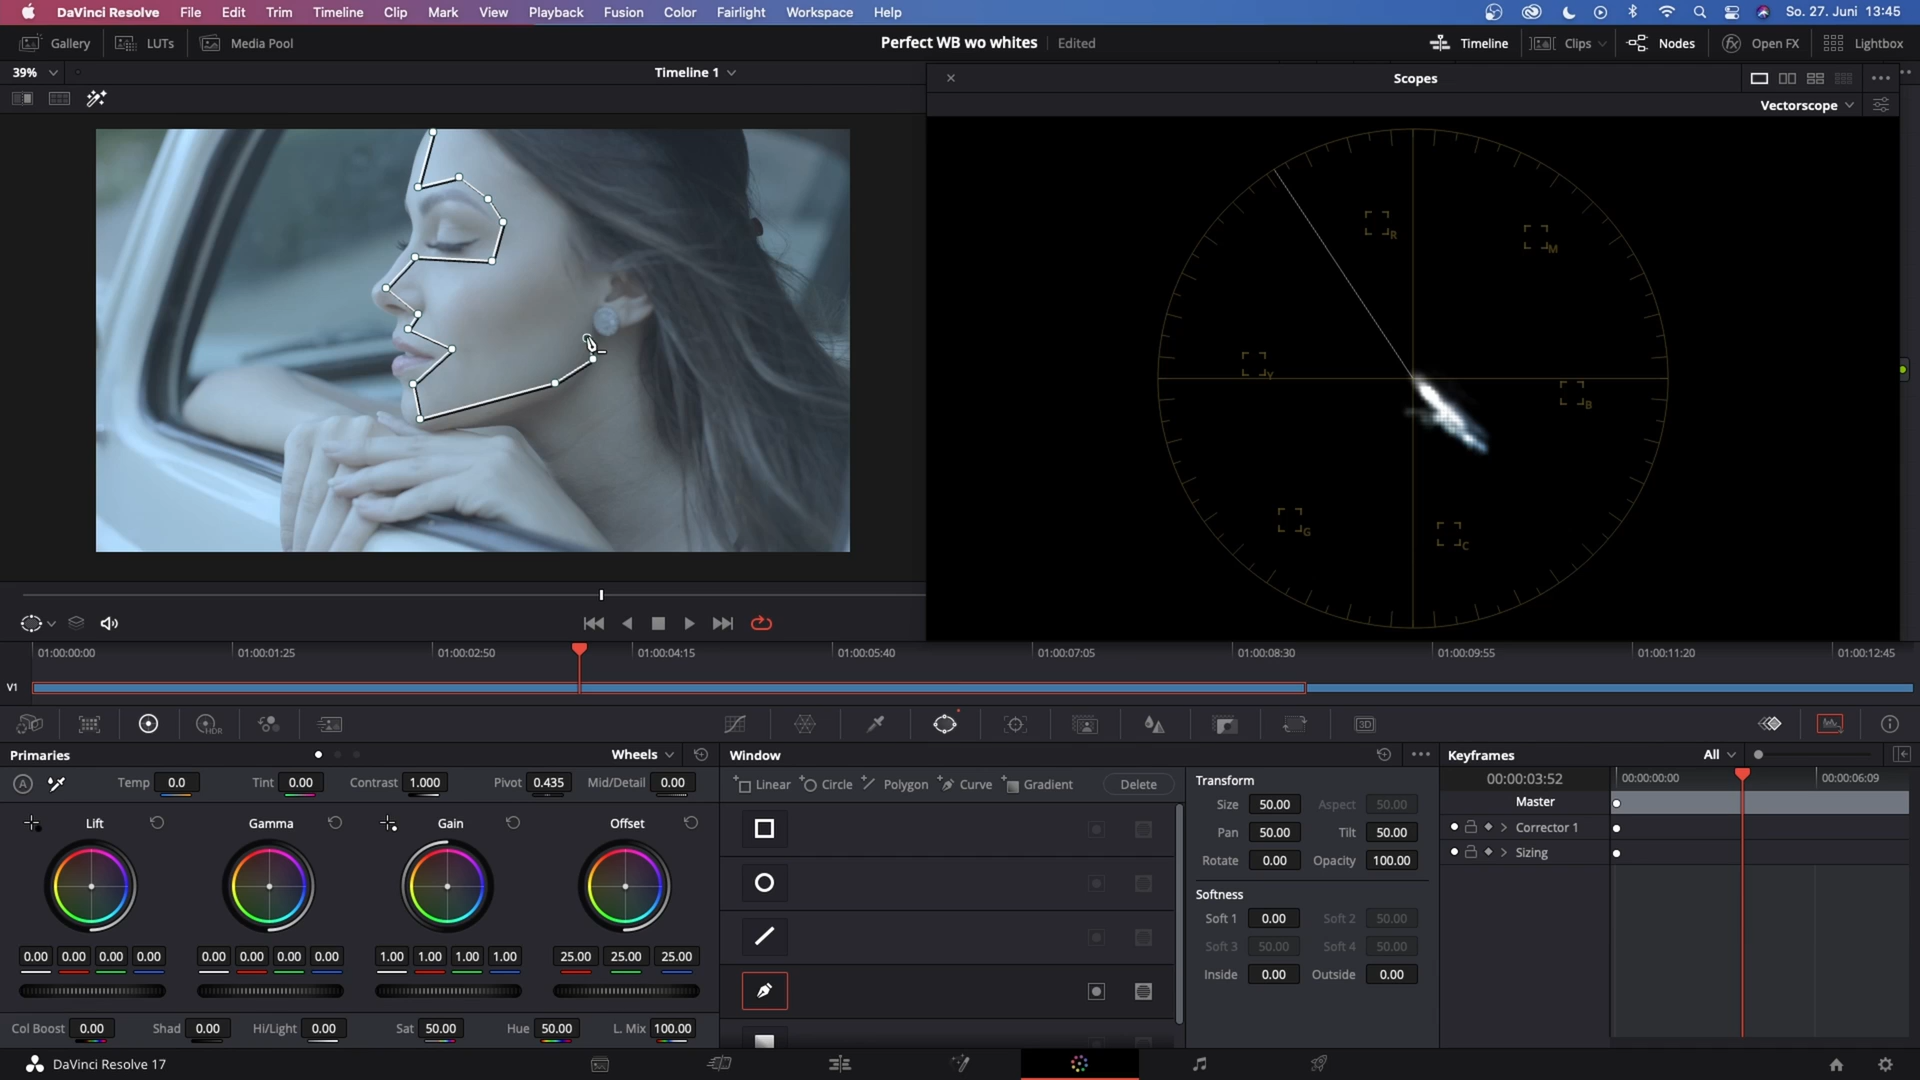 DaVinci Resolve File Edit Trim Timeline Clip Mark View Playback Fusion Color Fairlight Workspace Help So. 27. Juni 13:45
Gallery LUTs Media Pool Perfect WB wo whites Edited Timeline Clips Nodes Open FX Lightbox
39% Timeline 1 Scopes
Vectorscope
R M
Y B
G C
01:00:00:00 01:00:01:25 01:00:02:50 01:00:04:15 01:00:05:40 01:00:07:05 01:00:08:30 01:00:09:55 01:00:11:20 01:00:12:45
V1
HDR 3D
Primaries Wheels Window Keyframes All
A Temp 0.0 Tint 0.00 Contrast 1.000 Pivot 0.435 Mid/Detail 0.00 Linear Circle Polygon Curve Gradient Delete Transform 00:00:03:52 00:00:00:00 00:00:06:09
Lift Gamma Gain Offset Size 50.00 Aspect 50.00 Master
Pan 50.00 Tilt 50.00 Corrector 1
Rotate 0.00 Opacity 100.00 Sizing
Softness
Soft 1 0.00 Soft 2 50.00
Soft 3 50.00 Soft 4 50.00
0.00 0.00 0.00 0.00 0.00 0.00 0.00 0.00 1.00 1.00 1.00 1.00 25.00 25.00 25.00 Inside 0.00 Outside 0.00
Col Boost 0.00 Shad 0.00 Hi/Light 0.00 Sat 50.00 Hue 50.00 L. Mix 100.00
DaVinci Resolve 17